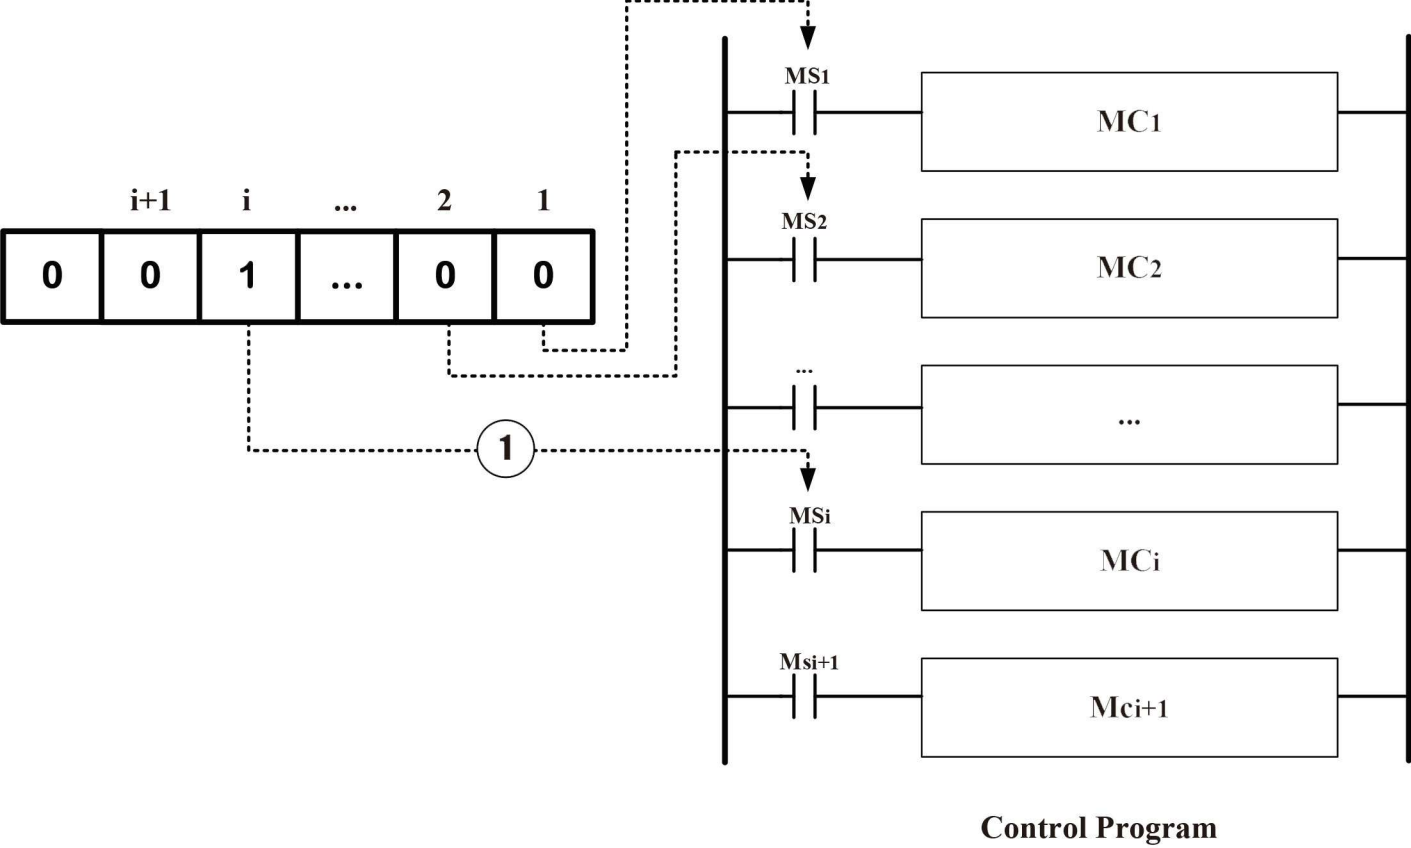 i+1 i ... 2 1
0 0 1 ... 0 0
1
MS1
MC1
MS2
MC2
...
...
MSi
MCi
Msi+1
Mci+1
Control Program